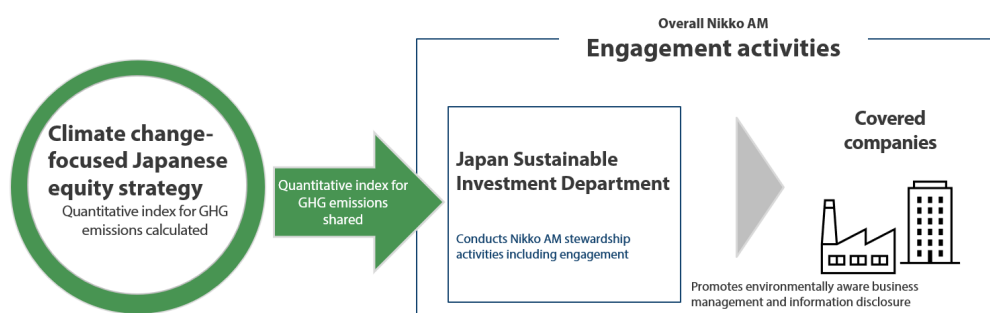 Overall Nikko AM
Engagement activities
Climate change-
focused Japanese
equity strategy
Quantitative index for GHG
emissions calculated
Quantitative index for
GHG emissions
shared
Japan Sustainable
Investment Department
Conducts Nikko AM stewardship
activities including engagement
Covered
companies
Promotes environmentally aware business
management and information disclosure